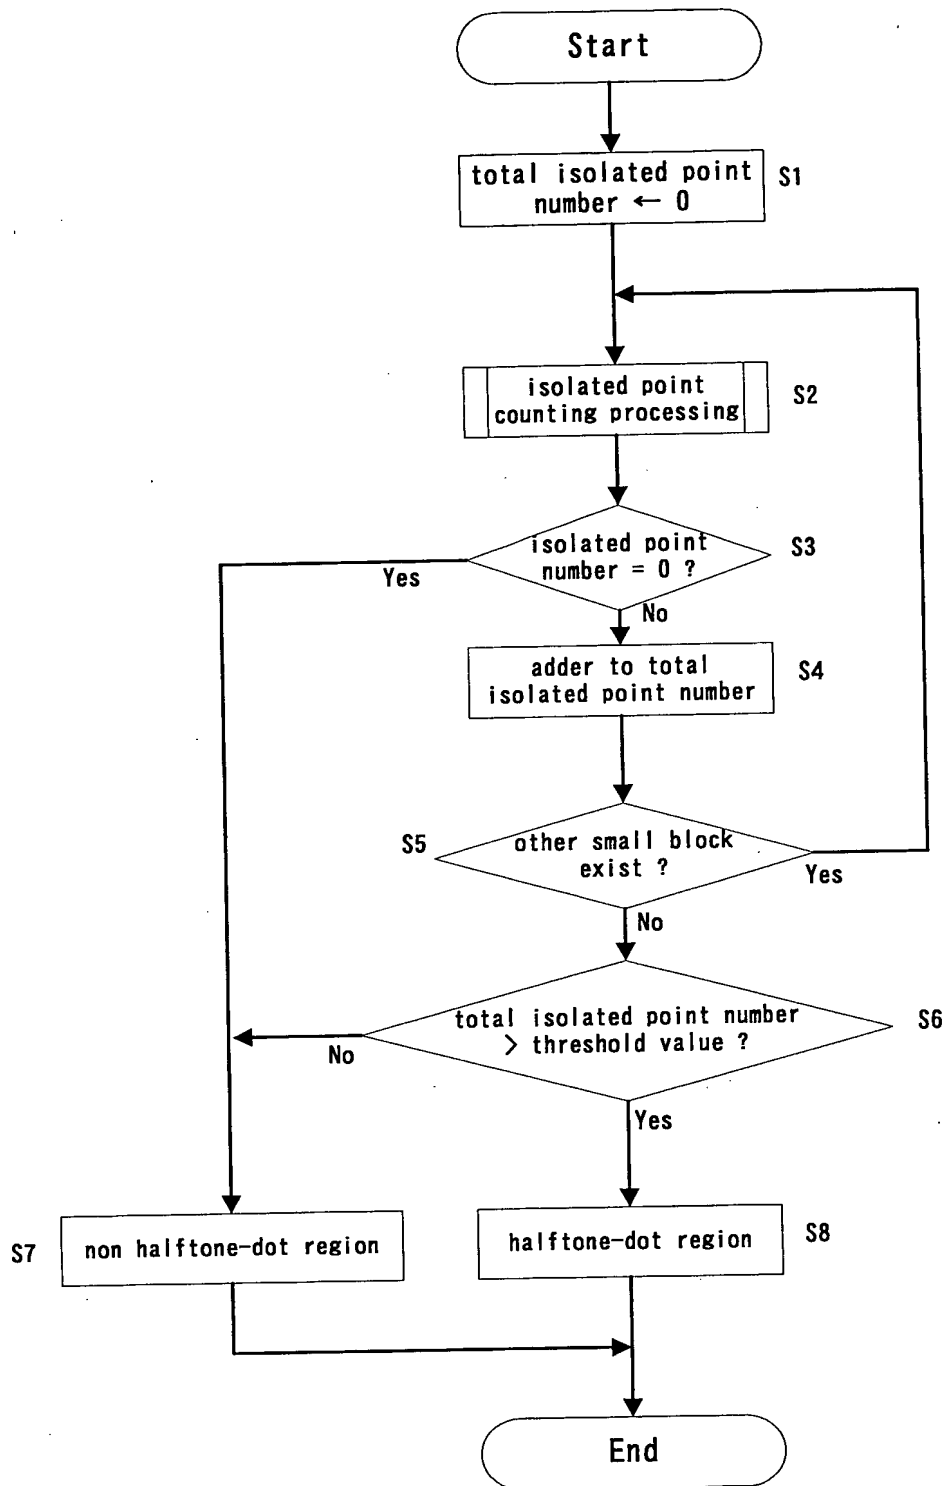 Start
total isolated point
number ← 0
S1
isolated point
counting processing
S2
isolated point
number = 0 ?
S3
Yes
No
adder to total
isolated point number
S4
S5
other small block
exist ?
Yes
No
total isolated point number
> threshold value ?
S6
No
Yes
S7
non halftone-dot region
halftone-dot region
S8
End